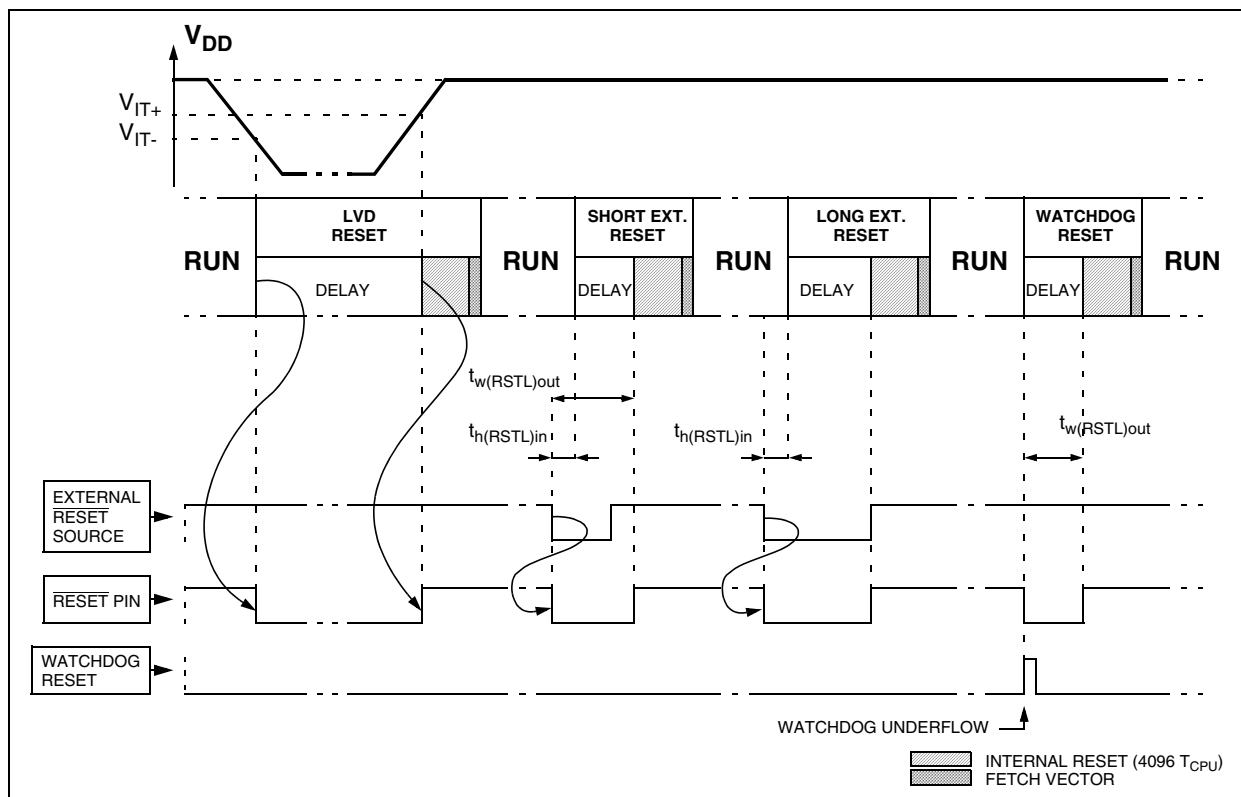 VDD
VIT+
VIT-
LVD
RESET
SHORT EXT.
RESET
LONG EXT.
RESET
WATCHDOG
RESET
RUN
RUN
RUN
RUN
RUN
DELAY
DELAY
DELAY
DELAY
tw(RSTL)out
th(RSTL)in
th(RSTL)in
tw(RSTL)out
EXTERNAL
RESET
SOURCE
RESET PIN
WATCHDOG
RESET
WATCHDOG UNDERFLOW
INTERNAL RESET (4096 TCPU)
FETCH VECTOR